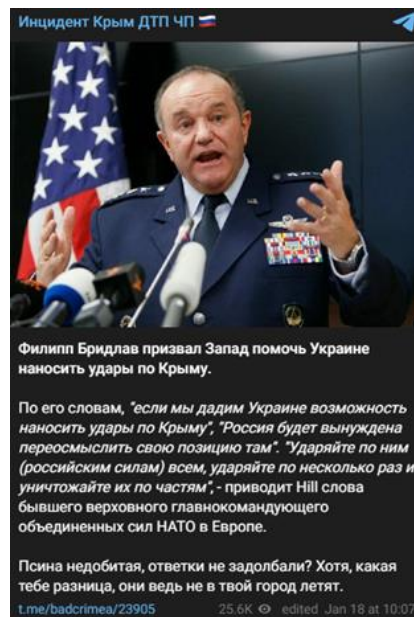 Инцидент Крым ДТП ЧП 🇷🇺
Филипп Бридлав призвал Запад помочь Украине
наносить удары по Крыму.
По его словам, "если мы дадим Украине возможность
наносить удары по Крыму", "Россия будет вынуждена
переосмыслить свою позицию там". "Ударяйте по ним
(российским силам) всем, ударяйте по несколько раз и
уничтожайте их по частям", - приводит Hill слова
бывшего верховного главнокомандующего
объединенных сил НАТО в Европе.
Псина недобитая, ответки не задолбали? Хотя, какая
тебе разница, они ведь не в твой город летят.
t.me/badcrimea/23905 25.6K edited Jan 18 at 10:07